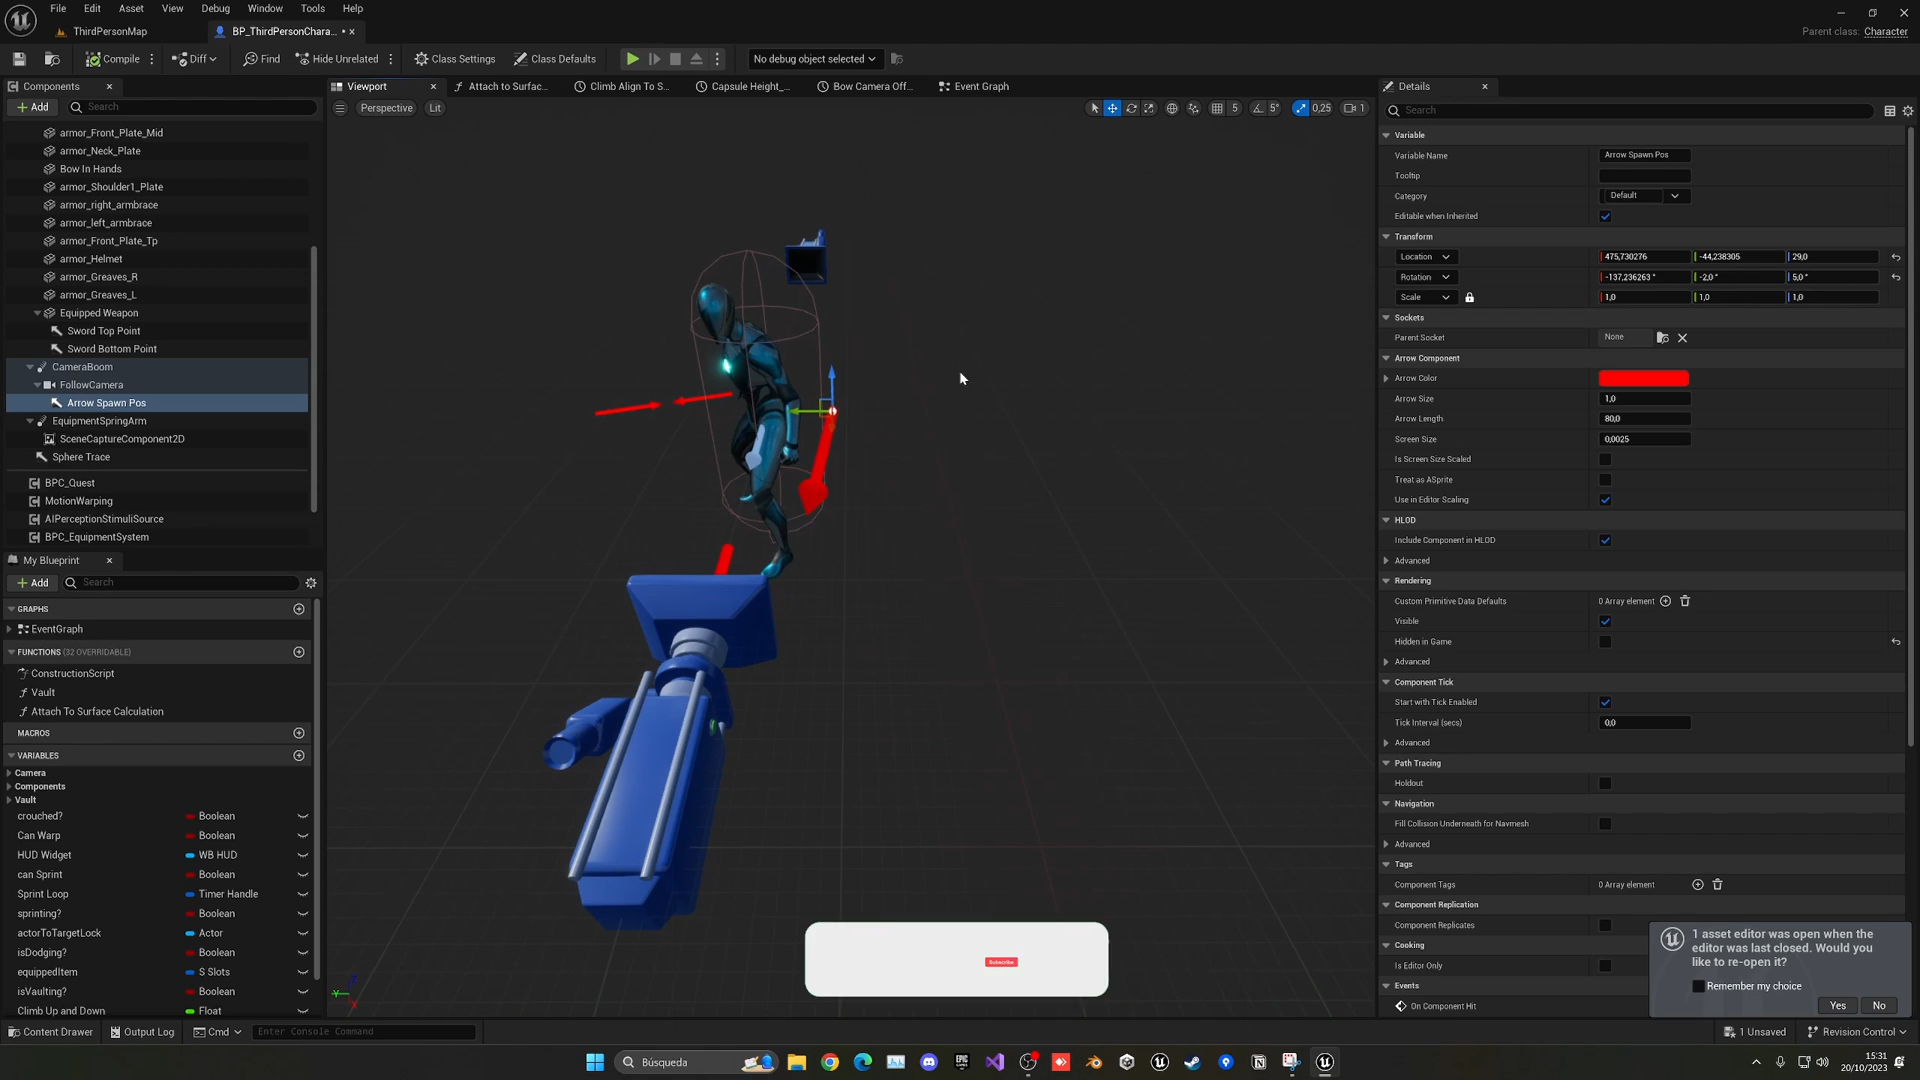 File Edit Asset View Debug Window Tools Help
ThirdPersonMap
BP_ThirdPersonChara... •
Parent class: Character
Compile
Diff
Find
Hide Unrelated
Class Settings
Class Defaults
No debug object selected
Components
Add
Search
armor_Front_Plate_Mid
armor_Neck_Plate
Bow In Hands
armor_Shoulder1_Plate
armor_right_armbrace
armor_left_armbrace
armor_Front_Plate_Tp
armor_Helmet
armor_Greaves_R
armor_Greaves_L
Equipped Weapon
Sword Top Point
Sword Bottom Point
CameraBoom
FollowCamera
Arrow Spawn Pos
EquipmentSpringArm
SceneCaptureComponent2D
Sphere Trace
BPC_Quest
MotionWarping
AIPerceptionStimuliSource
BPC_EquipmentSystem
My Blueprint
Add
Search
GRAPHS
EventGraph
FUNCTIONS (32 OVERRIDABLE)
ConstructionScript
Vault
Attach To Surface Calculation
MACROS
VARIABLES
Camera
Components
Vault
crouched? Boolean
Can Warp Boolean
HUD Widget WB HUD
can Sprint Boolean
Sprint Loop Timer Handle
sprinting? Boolean
actorToTargetLock Actor
isDodging? Boolean
equippedItem S Slots
isVaulting? Boolean
Climb Up and Down Float
Viewport
Attach to Surfac...
Climb Align To S...
Capsule Height_...
Bow Camera Off...
Event Graph
Perspective
Lit
5
5°
0,25
1
Subscribe
Details
Search
Variable
Variable Name Arrow Spawn Pos
Tooltip
Category Default
Editable when Inherited
Transform
Location 475,730276 -44,238305 29,0
Rotation -137,236263 ° -2,0 ° 5,0 °
Scale 1,0 1,0 1,0
Sockets
Parent Socket None
Arrow Component
Arrow Color
Arrow Size 1,0
Arrow Length 80,0
Screen Size 0,0025
Is Screen Size Scaled
Treat as ASprite
Use in Editor Scaling
HLOD
Include Component in HLOD
Advanced
Rendering
Custom Primitive Data Defaults 0 Array element
Visible
Hidden in Game
Advanced
Component Tick
Start with Tick Enabled
Tick Interval (secs) 0,0
Advanced
Path Tracing
Holdout
Navigation
Fill Collision Underneath for Navmesh
Advanced
Tags
Component Tags 0 Array element
Component Replication
Component Replicates
Cooking
Is Editor Only
Events
On Component Hit
1 asset editor was open when the
editor was last closed. Would you
like to re-open it?
Remember my choice
Yes No
Content Drawer
Output Log
Cmd
Enter Console Command
1 Unsaved
Revision Control
Búsqueda
15:31
20/10/2023